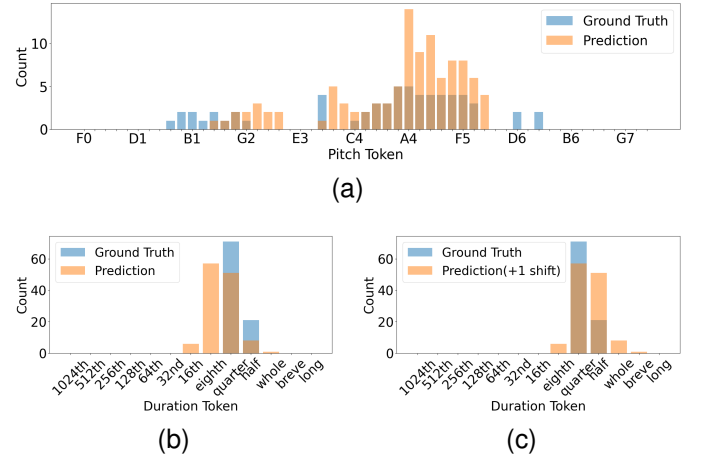 Ground Truth
Prediction
10
5
0
Count
F0 D1 B1 G2 E3 C4 A4 F5 D6 B6 G7
Pitch Token
(a)
Ground Truth
Prediction
60
40
20
0
Count
1024th 512th 256th 128th 64th 32nd 16th eighth quarter half whole breve long
Duration Token
(b)
Ground Truth
Prediction(+1 shift)
60
40
20
0
Count
1024th 512th 256th 128th 64th 32nd 16th eighth quarter half whole breve long
Duration Token
(c)